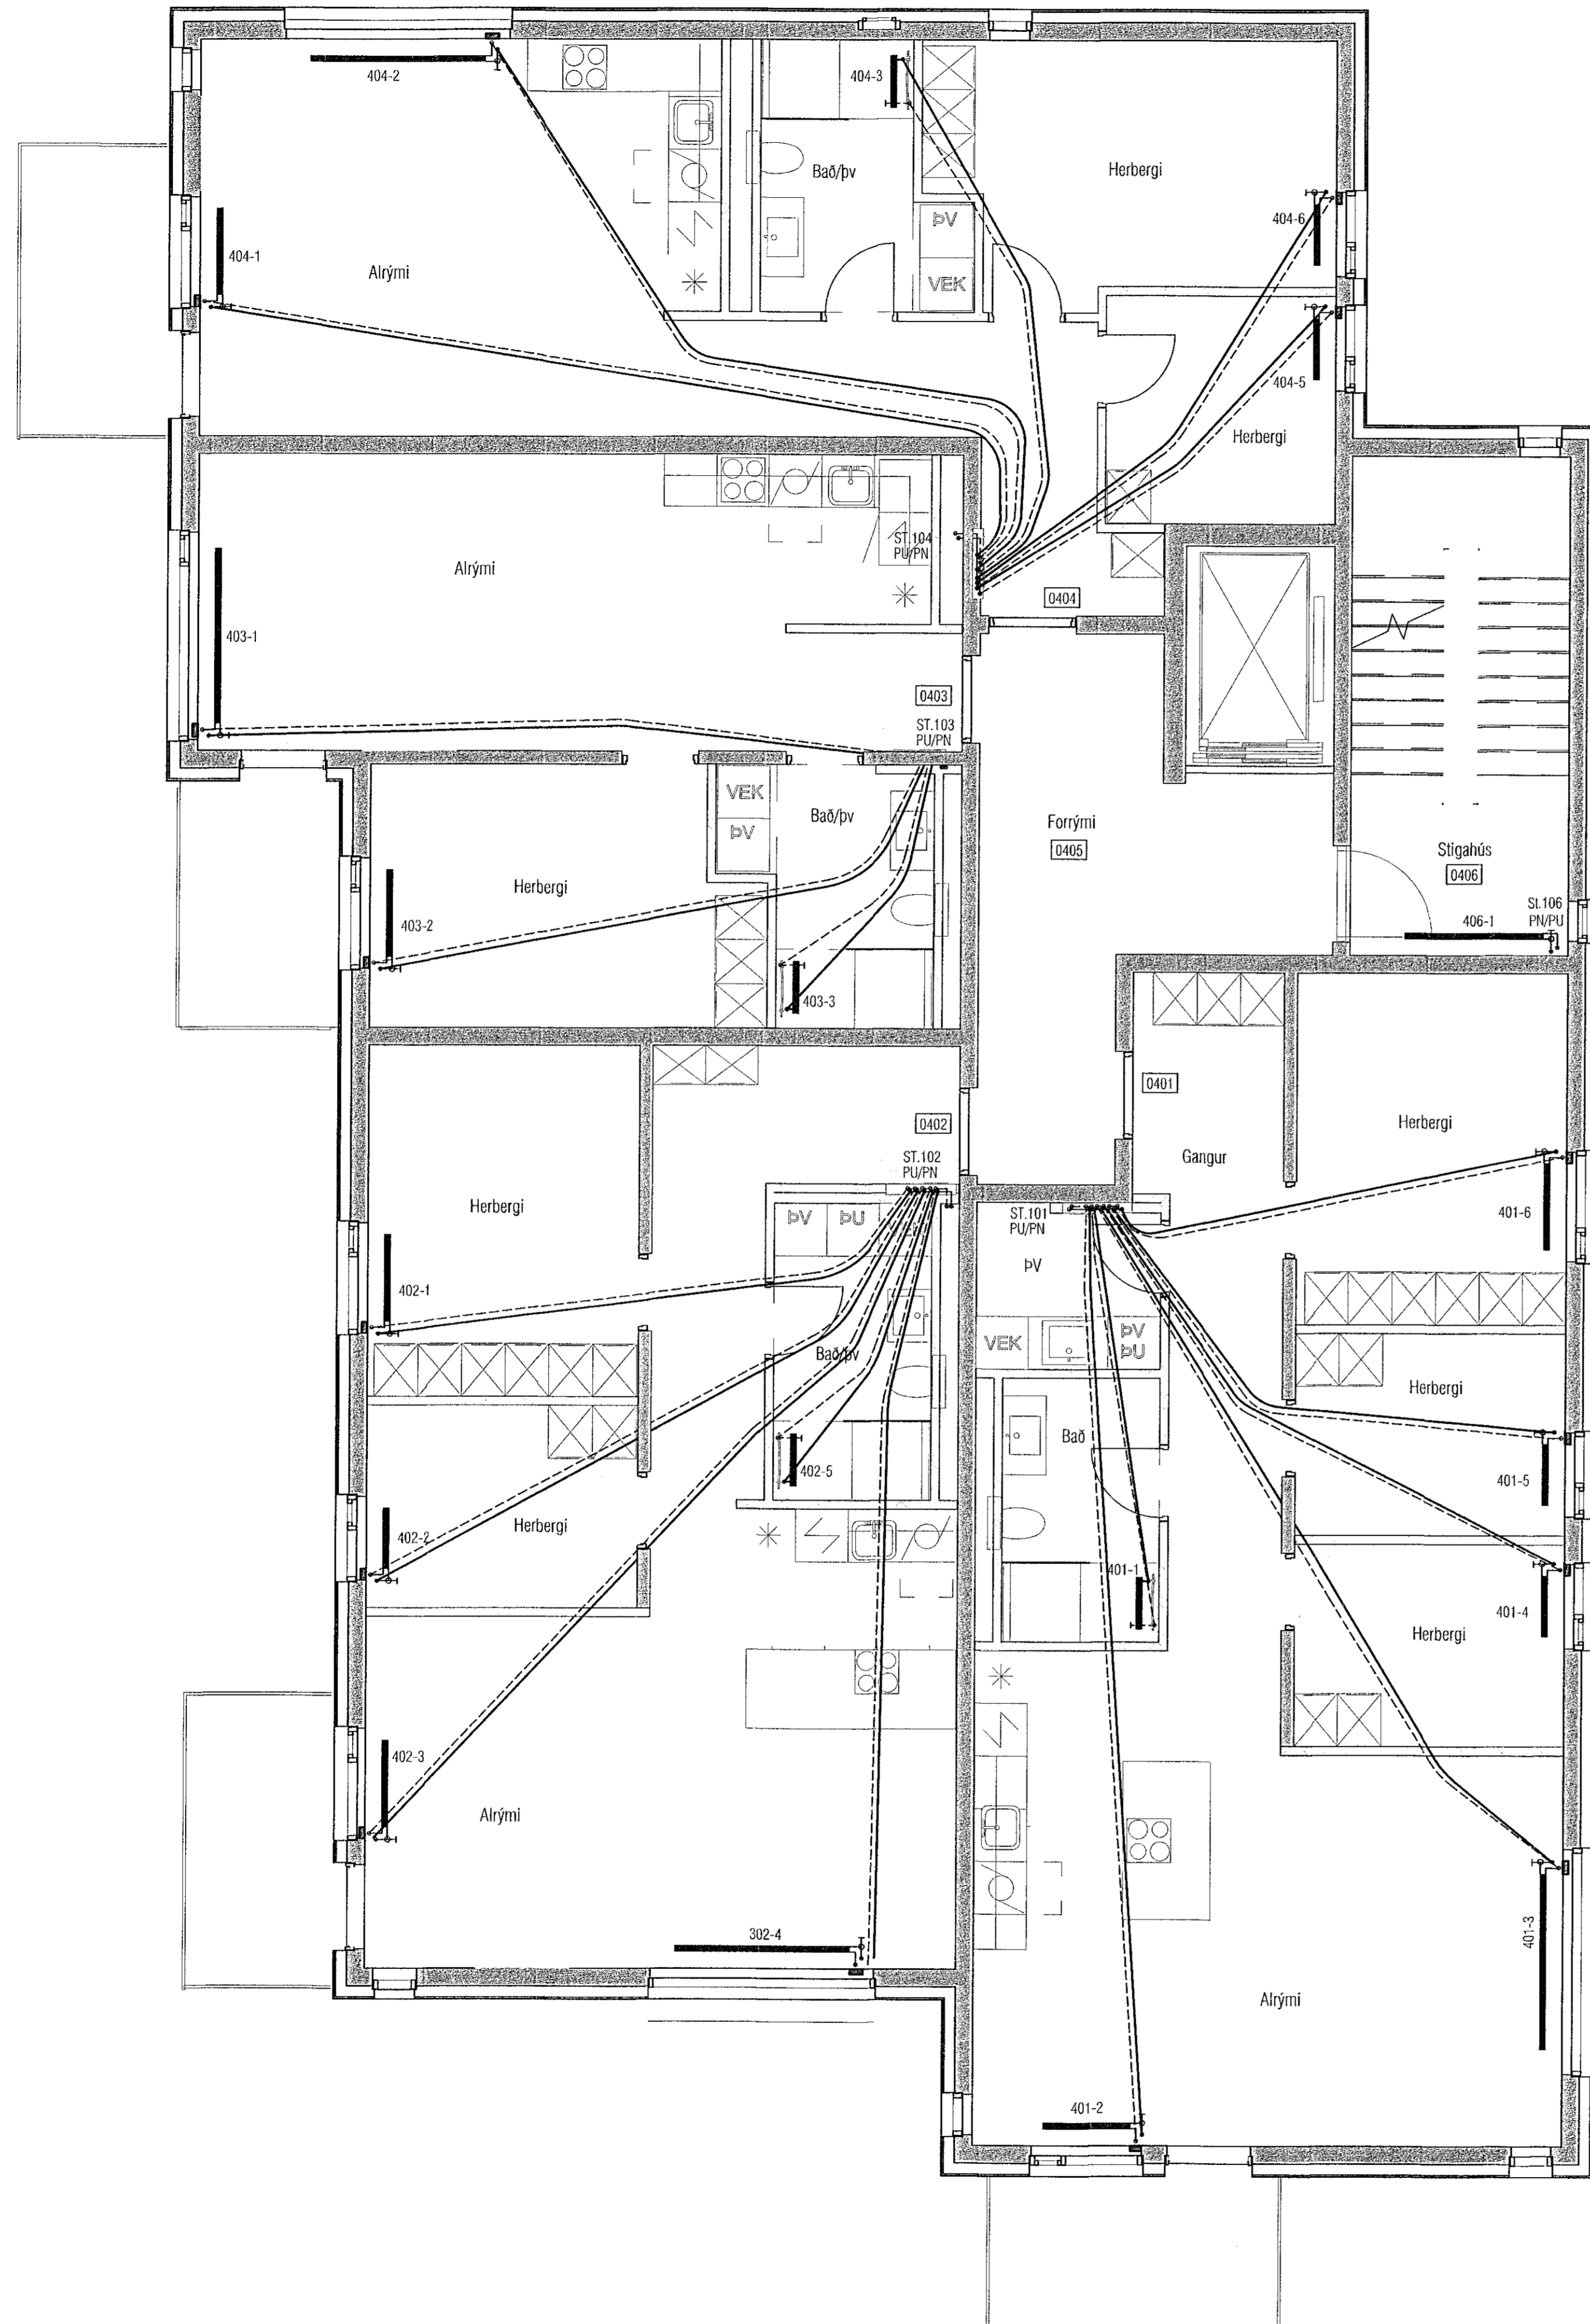 404-2
404-3
Bað/þv
Herbergi
404-6
ÞV
VEK
404-1
Alrými
404-5
Herbergi
ST.104
PU/PN
Alrými
0404
403-1
0403
ST.103
PU/PN
VEK
ÞV
Bað/þv
Forrými
0405
Stigahús
0406
Herbergi
403-2
St.106
PN/PU
406-1
403-3
0401
0402
Herbergi
ST.102
PU/PN
Gangur
Herbergi
ÞV
ÞU
ST.101
PU/PN
401-6
ÞV
402-1
VEK
ÞV
ÞU
Bað/þv
Herbergi
Bað
402-5
401-5
402-2
Herbergi
401-1
401-4
Herbergi
402-3
Alrými
302-4
401-3
Alrými
401-2